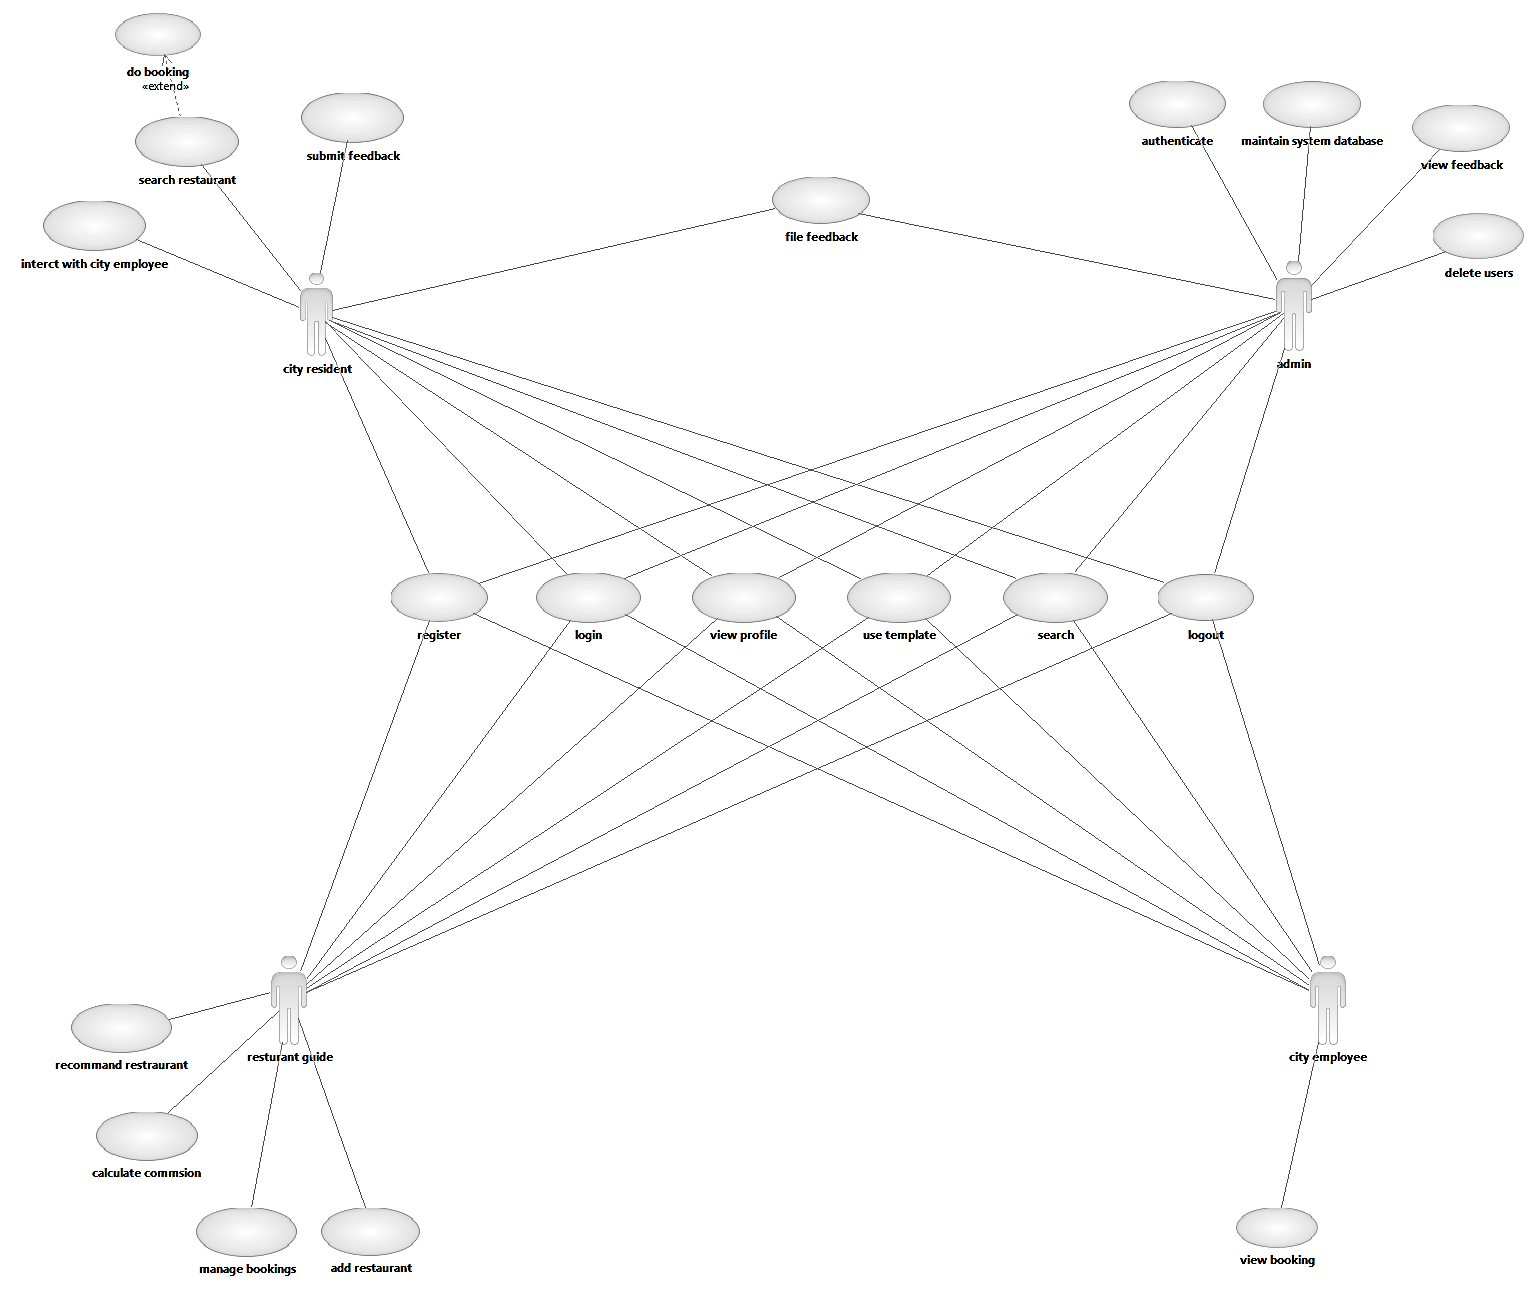 do booking
«extend»
search restaurant
submit feedback
interct with city employee
authenticate
maintain system database
view feedback
file feedback
delete users
city resident
admin
register
login
view profile
use template
search
logout
resturant guide
city employee
recommand restraurant
calculate commsion
manage bookings
add restaurant
view booking